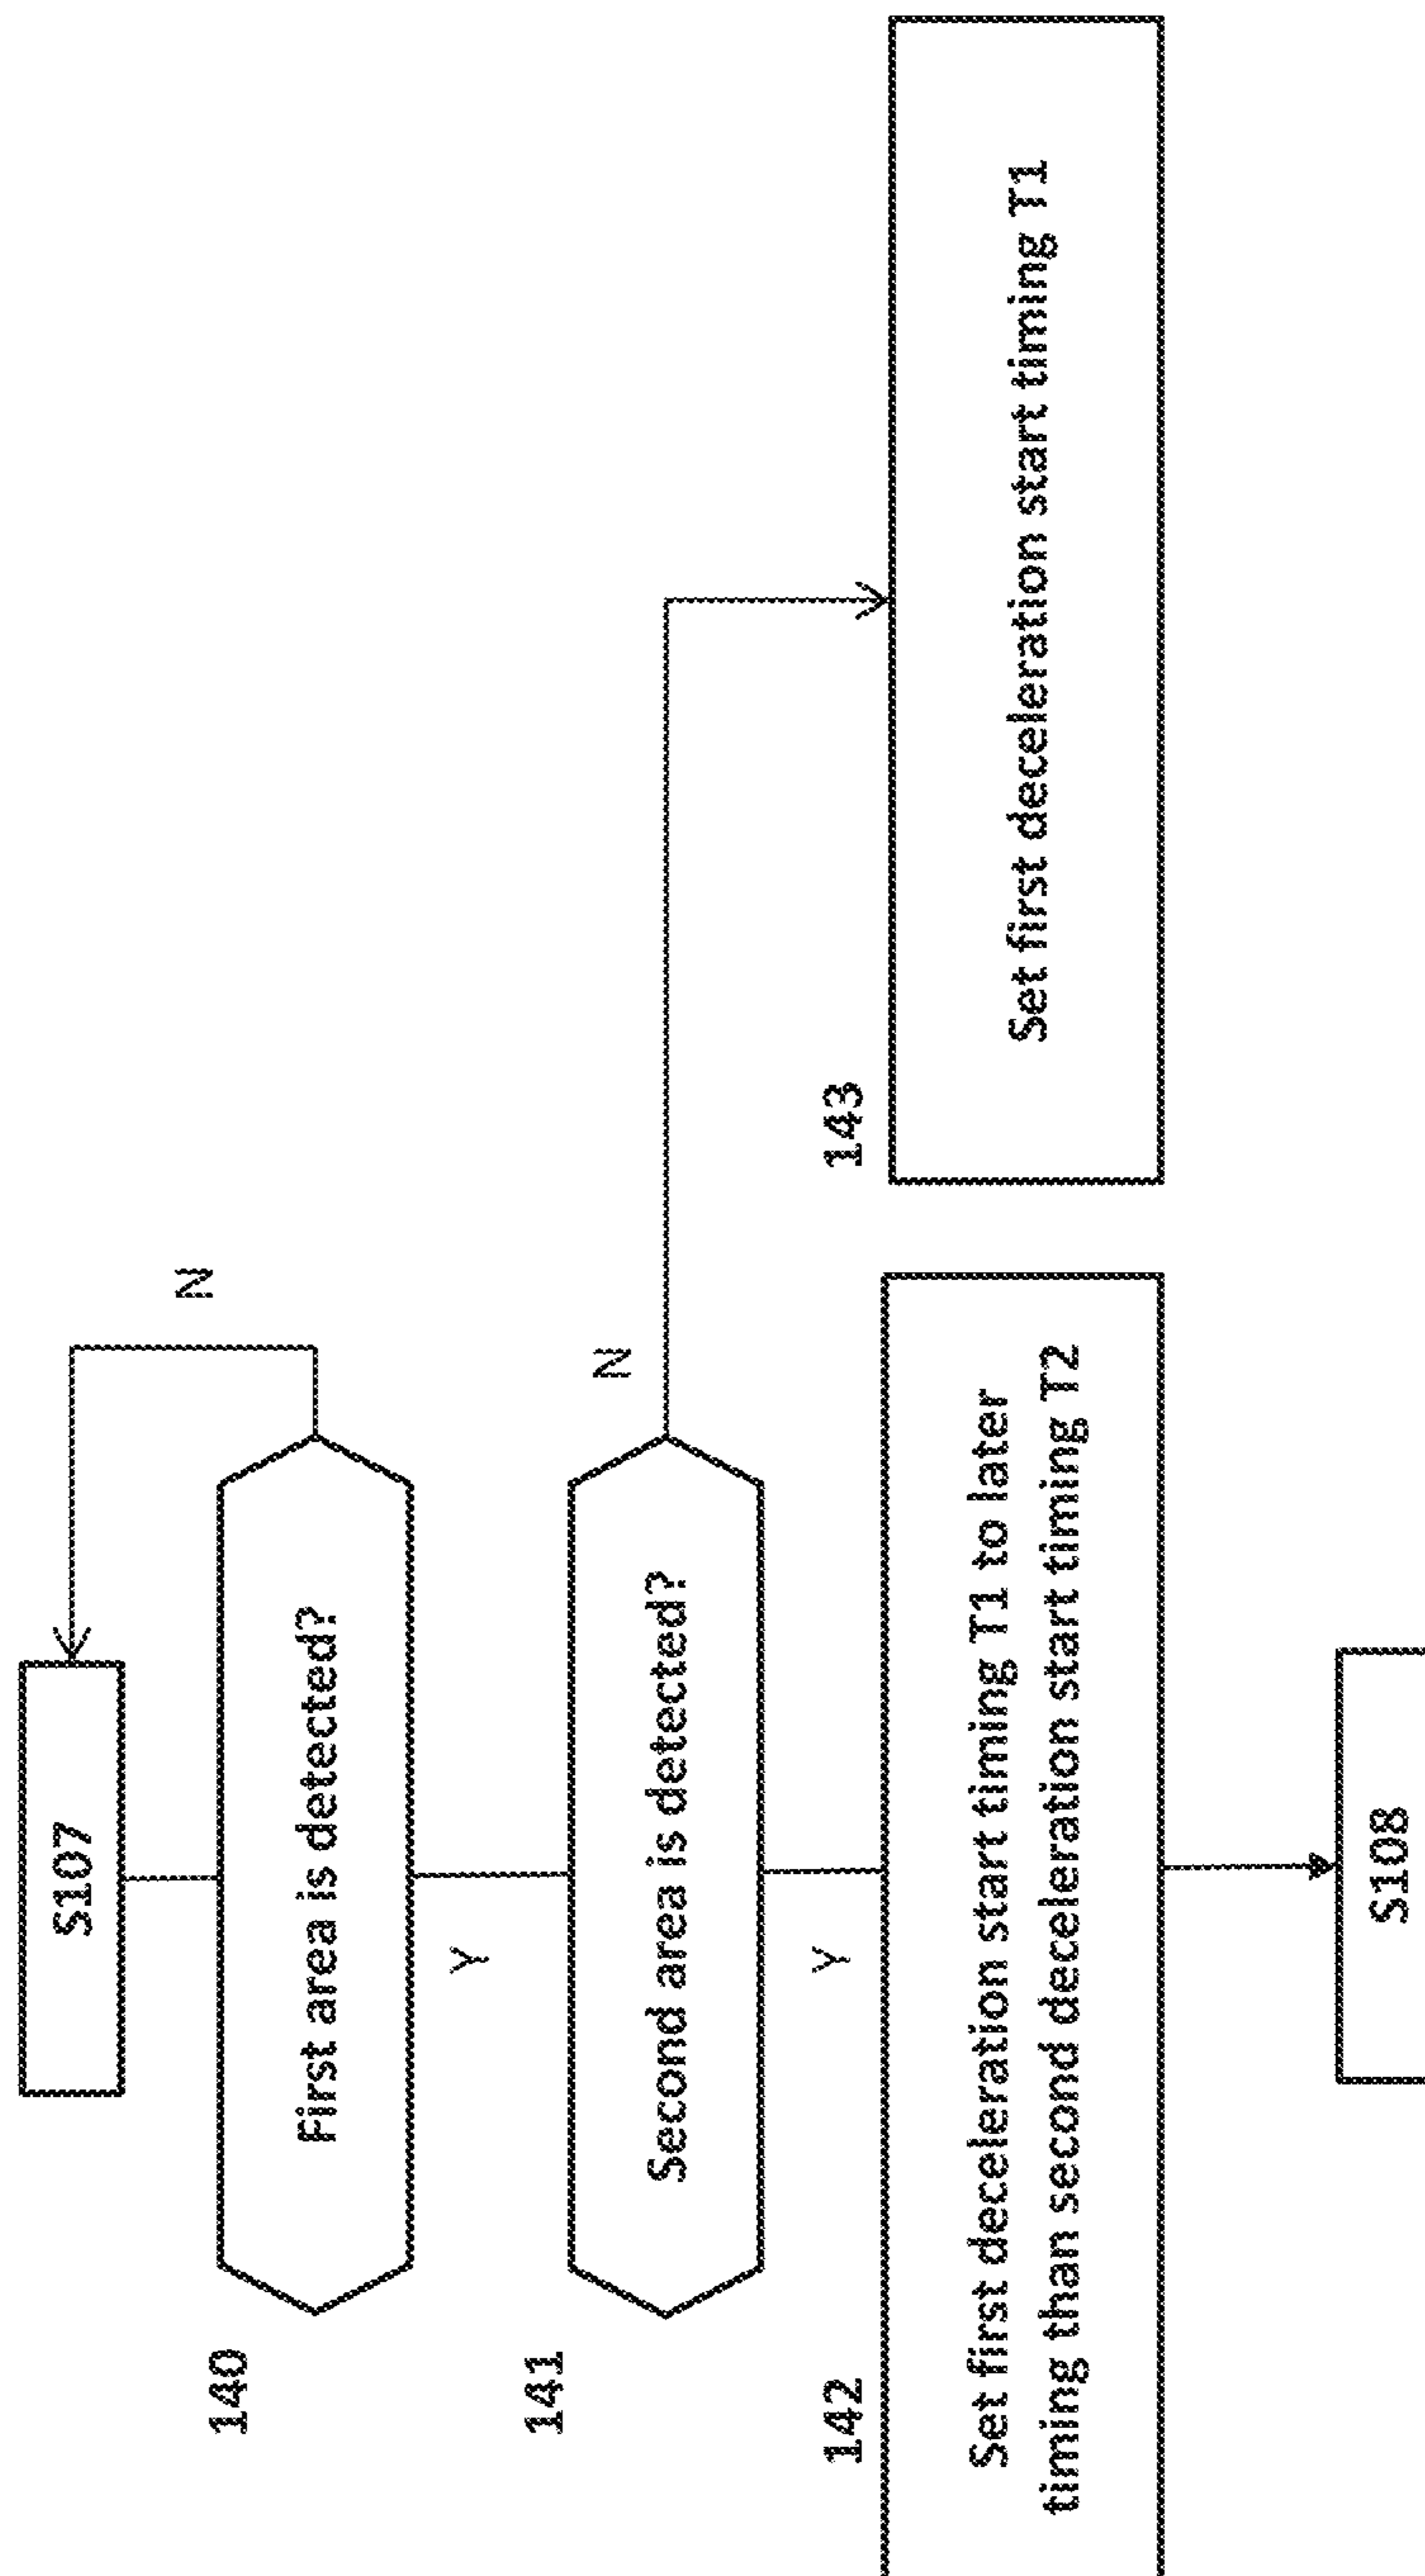 S107
N
140
First area is detected?
Y
141
Second area is detected?
N
Y
142
Set first deceleration start timing T1 to later
timing than second deceleration start timing T2
143
Set first deceleration start timing T1
S108